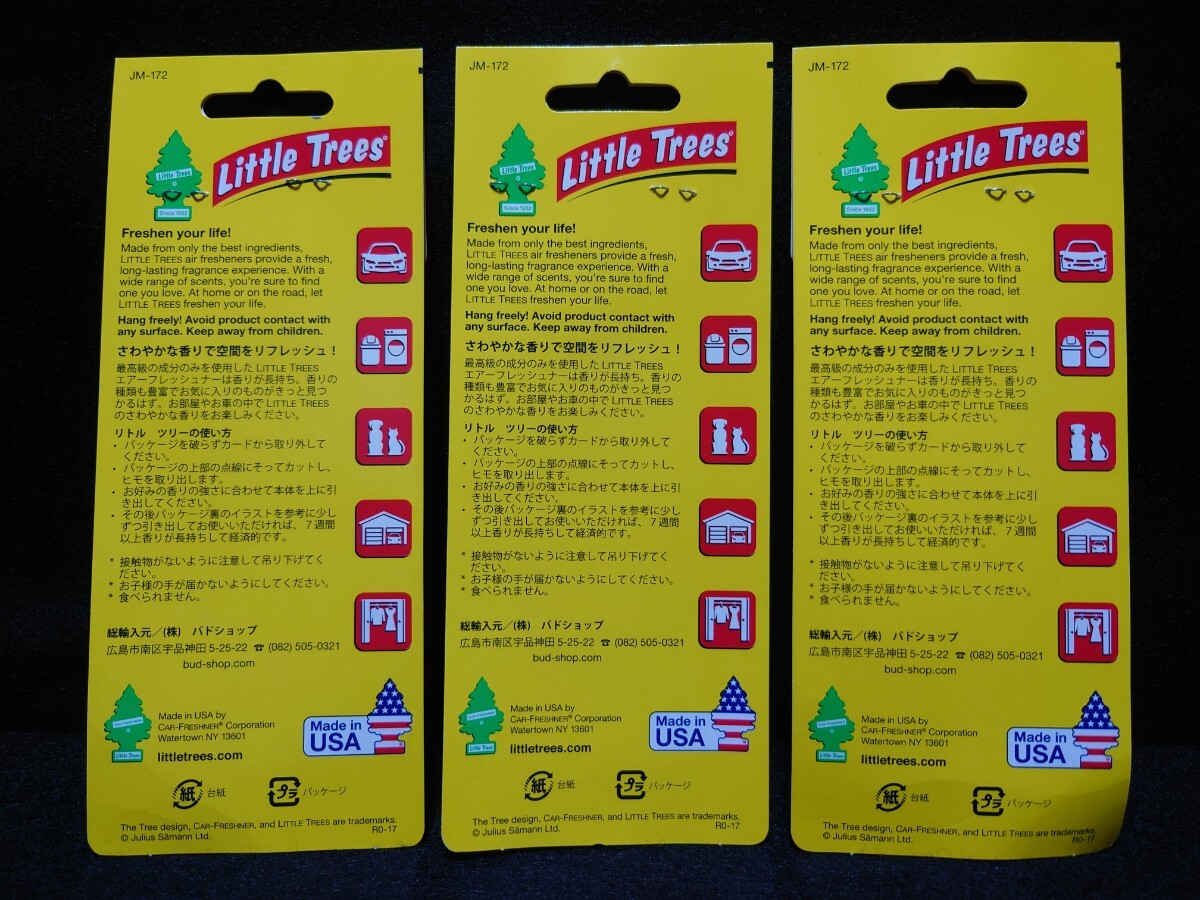 JM-172
Little Trees
Little Trees
Since 1952
Freshen your life!
Made from only the best ingredients,
LITTLE TREES air fresheners provide a fresh,
long-lasting fragrance experience. With a
wide range of scents, you're sure to find
one you love. At home or on the road, let
LITTLE TREES freshen your life.
Hang freely! Avoid product contact with
any surface. Keep away from children.
さわやかな香りで空間をリフレッシュ！
最高級の成分のみを使用した LITTLE TREES
エアーフレッシュナーは香りが長持ち。香りの
種類も豊富でお気に入りのものがきっと見つ
かるはず。お部屋やお車の中で LITTLE TREES
のさわやかな香りをお楽しみください。
リトル ツリーの使い方
・ パッケージを破らずカードから取り外して
ください。
・ パッケージの上部の点線にそってカットし、
ヒモを取り出します。
・ お好みの香りの強さに合わせて本体を上に引
き出してください。
・ その後パッケージ裏のイラストを参考に少し
ずつ引き出してお使いいただければ、７週間
以上香りが長持ちして経済的です。
* 接触物がないように注意して吊り下げてく
ださい。
* お子様の手が届かないようにしてください。
* 食べられません。
総輸入元／(株) バドショップ
広島市南区宇品神田 5-25-22 ☎ (082) 505-0321
bud-shop.com
Car-Freshner
Little Trees
Made in USA by
CAR-FRESHNER® Corporation
Watertown NY 13601
littletrees.com
Made in
USA
紙 台紙
プラ パッケージ
The Tree design, CAR-FRESHNER, and LITTLE TREES are trademarks.
© Julius Sämann Ltd.
R0-17
JM-172
Little Trees
Little Trees
Since 1952
Freshen your life!
Made from only the best ingredients,
LITTLE TREES air fresheners provide a fresh,
long-lasting fragrance experience. With a
wide range of scents, you're sure to find
one you love. At home or on the road, let
LITTLE TREES freshen your life.
Hang freely! Avoid product contact with
any surface. Keep away from children.
さわやかな香りで空間をリフレッシュ！
最高級の成分のみを使用した LITTLE TREES
エアーフレッシュナーは香りが長持ち。香りの
種類も豊富でお気に入りのものがきっと見つ
かるはず。お部屋やお車の中で LITTLE TREES
のさわやかな香りをお楽しみください。
リトル ツリーの使い方
・ パッケージを破らずカードから取り外して
ください。
・ パッケージの上部の点線にそってカットし、
ヒモを取り出します。
・ お好みの香りの強さに合わせて本体を上に引
き出してください。
・ その後パッケージ裏のイラストを参考に少し
ずつ引き出してお使いいただければ、７週間
以上香りが長持ちして経済的です。
* 接触物がないように注意して吊り下げてく
ださい。
* お子様の手が届かないようにしてください。
* 食べられません。
総輸入元／(株) バドショップ
広島市南区宇品神田 5-25-22 ☎ (082) 505-0321
bud-shop.com
Car-Freshner
Little Trees
Made in USA by
CAR-FRESHNER® Corporation
Watertown NY 13601
littletrees.com
Made in
USA
紙 台紙
プラ パッケージ
The Tree design, CAR-FRESHNER, and LITTLE TREES are trademarks.
© Julius Sämann Ltd.
R0-17
JM-172
Little Trees
Little Trees
Since 1952
Freshen your life!
Made from only the best ingredients,
LITTLE TREES air fresheners provide a fresh,
long-lasting fragrance experience. With a
wide range of scents, you're sure to find
one you love. At home or on the road, let
LITTLE TREES freshen your life.
Hang freely! Avoid product contact with
any surface. Keep away from children.
さわやかな香りで空間をリフレッシュ！
最高級の成分のみを使用した LITTLE TREES
エアーフレッシュナーは香りが長持ち。香りの
種類も豊富でお気に入りのものがきっと見つ
かるはず。お部屋やお車の中で LITTLE TREES
のさわやかな香りをお楽しみください。
リトル ツリーの使い方
・ パッケージを破らずカードから取り外して
ください。
・ パッケージの上部の点線にそってカットし、
ヒモを取り出します。
・ お好みの香りの強さに合わせて本体を上に引
き出してください。
・ その後パッケージ裏のイラストを参考に少し
ずつ引き出してお使いいただければ、７週間
以上香りが長持ちして経済的です。
* 接触物がないように注意して吊り下げてく
ださい。
* お子様の手が届かないようにしてください。
* 食べられません。
総輸入元／(株) バドショップ
広島市南区宇品神田 5-25-22 ☎ (082) 505-0321
bud-shop.com
Car-Freshner
Little Trees
Made in USA by
CAR-FRESHNER® Corporation
Watertown NY 13601
littletrees.com
Made in
USA
紙 台紙
プラ パッケージ
The Tree design, CAR-FRESHNER, and LITTLE TREES are trademarks.
© Julius Sämann Ltd.
R0-17